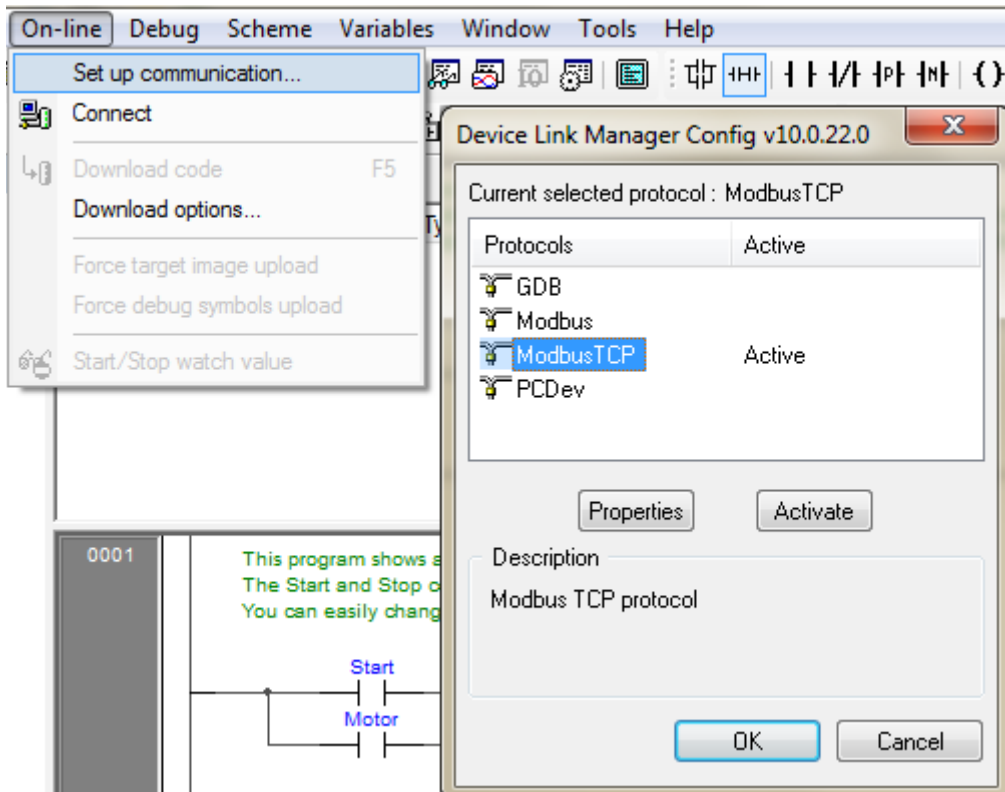 On-line Debug Scheme Variables Window Tools Help
Set up communication...
Connect
Download code F5
Download options...
Force target image upload
Force debug symbols upload
Start/Stop watch value
Device Link Manager Config v10.0.22.0
Current selected protocol : ModbusTCP
Protocols Active
GDB
Modbus
ModbusTCP Active
PCDev
Properties Activate
Description
Modbus TCP protocol
OK Cancel
0001
This program shows a
The Start and Stop c
You can easily chang
Start
Motor